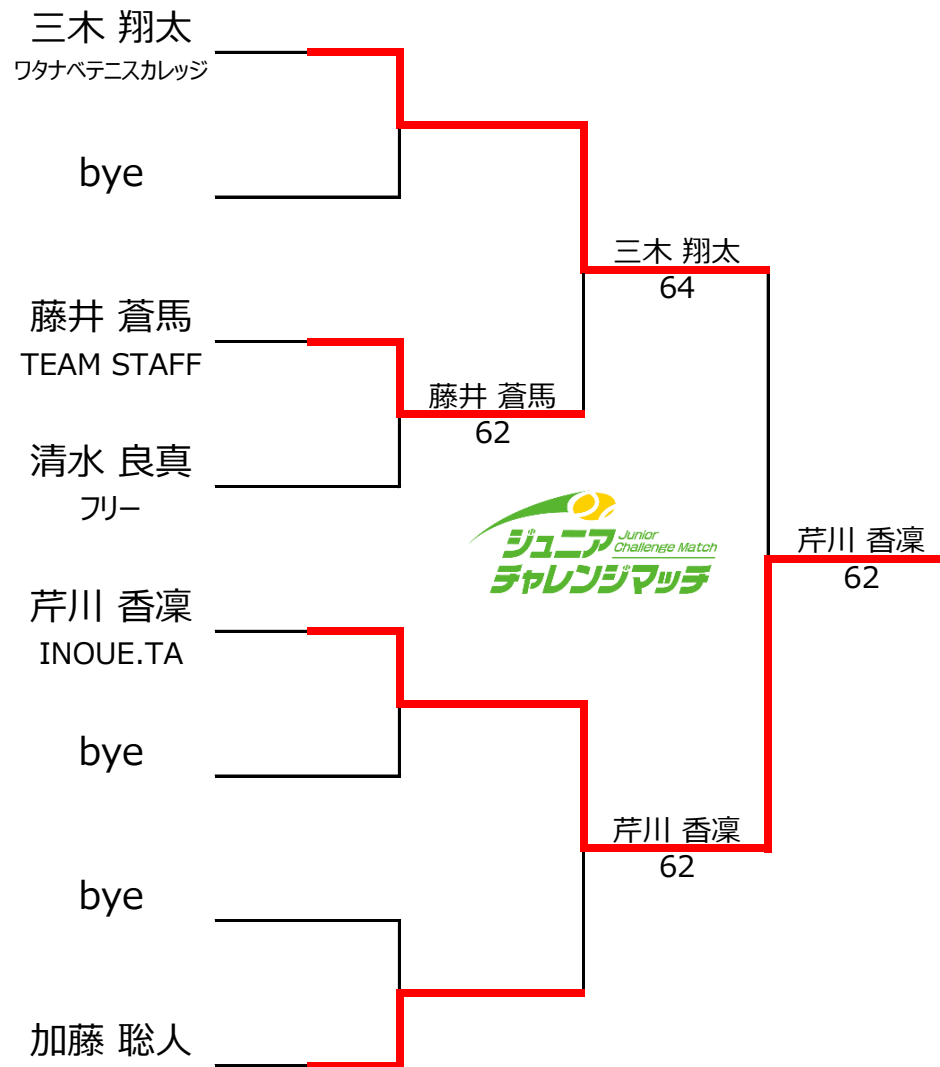 三木 翔太
ワタナベテニスカレッジ
bye
三木 翔太
64
藤井 蒼馬
TEAM STAFF
藤井 蒼馬
62
清水 良真
フリー
ジュニア
Junior
Challenge Match
チャレンジマッチ
芹川 香凜
62
芹川 香凜
INOUE.TA
bye
芹川 香凜
62
bye
加藤 聡人